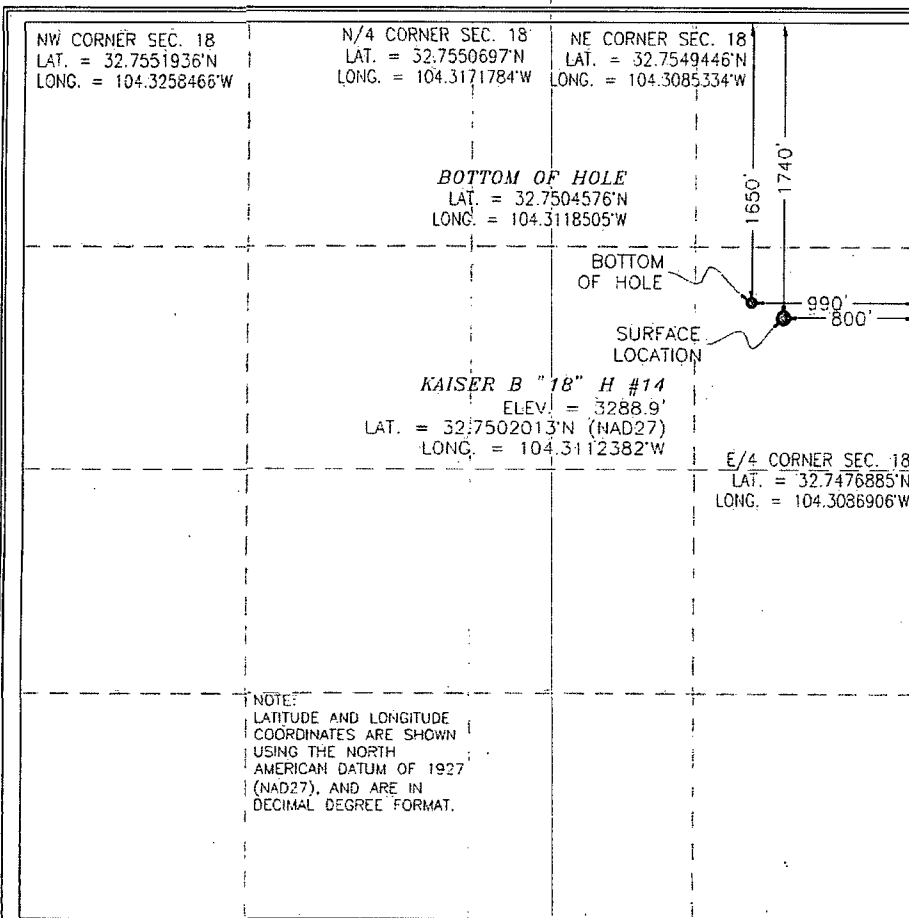 NW CORNER SEC. 18
LAT. = 32.7551936'N
LONG. = 104.3258466'W
N/4 CORNER SEC. 18
LAT. = 32.7550697'N
LONG. = 104.3171784'W
NE CORNER SEC. 18
LAT. = 32.7549446'N
LONG. = 104.3085334'W
BOTTOM OF HOLE
LAT. = 32.7504576'N
LONG. = 104.3118505'W
1650'
1740'
BOTTOM
OF HOLE
990'
800'
SURFACE
LOCATION
KAISER B "18" H #14
ELEV. = 3288.9'
LAT. = 32.7502013'N (NAD27)
LONG. = 104.3112382'W
E/4 CORNER SEC. 18
LAT. = 32.7476885'N
LONG. = 104.3086906'W
NOTE:
LATITUDE AND LONGITUDE
COORDINATES ARE SHOWN
USING THE NORTH
AMERICAN DATUM OF 1927
(NAD27), AND ARE IN
DECIMAL DEGREE FORMAT.